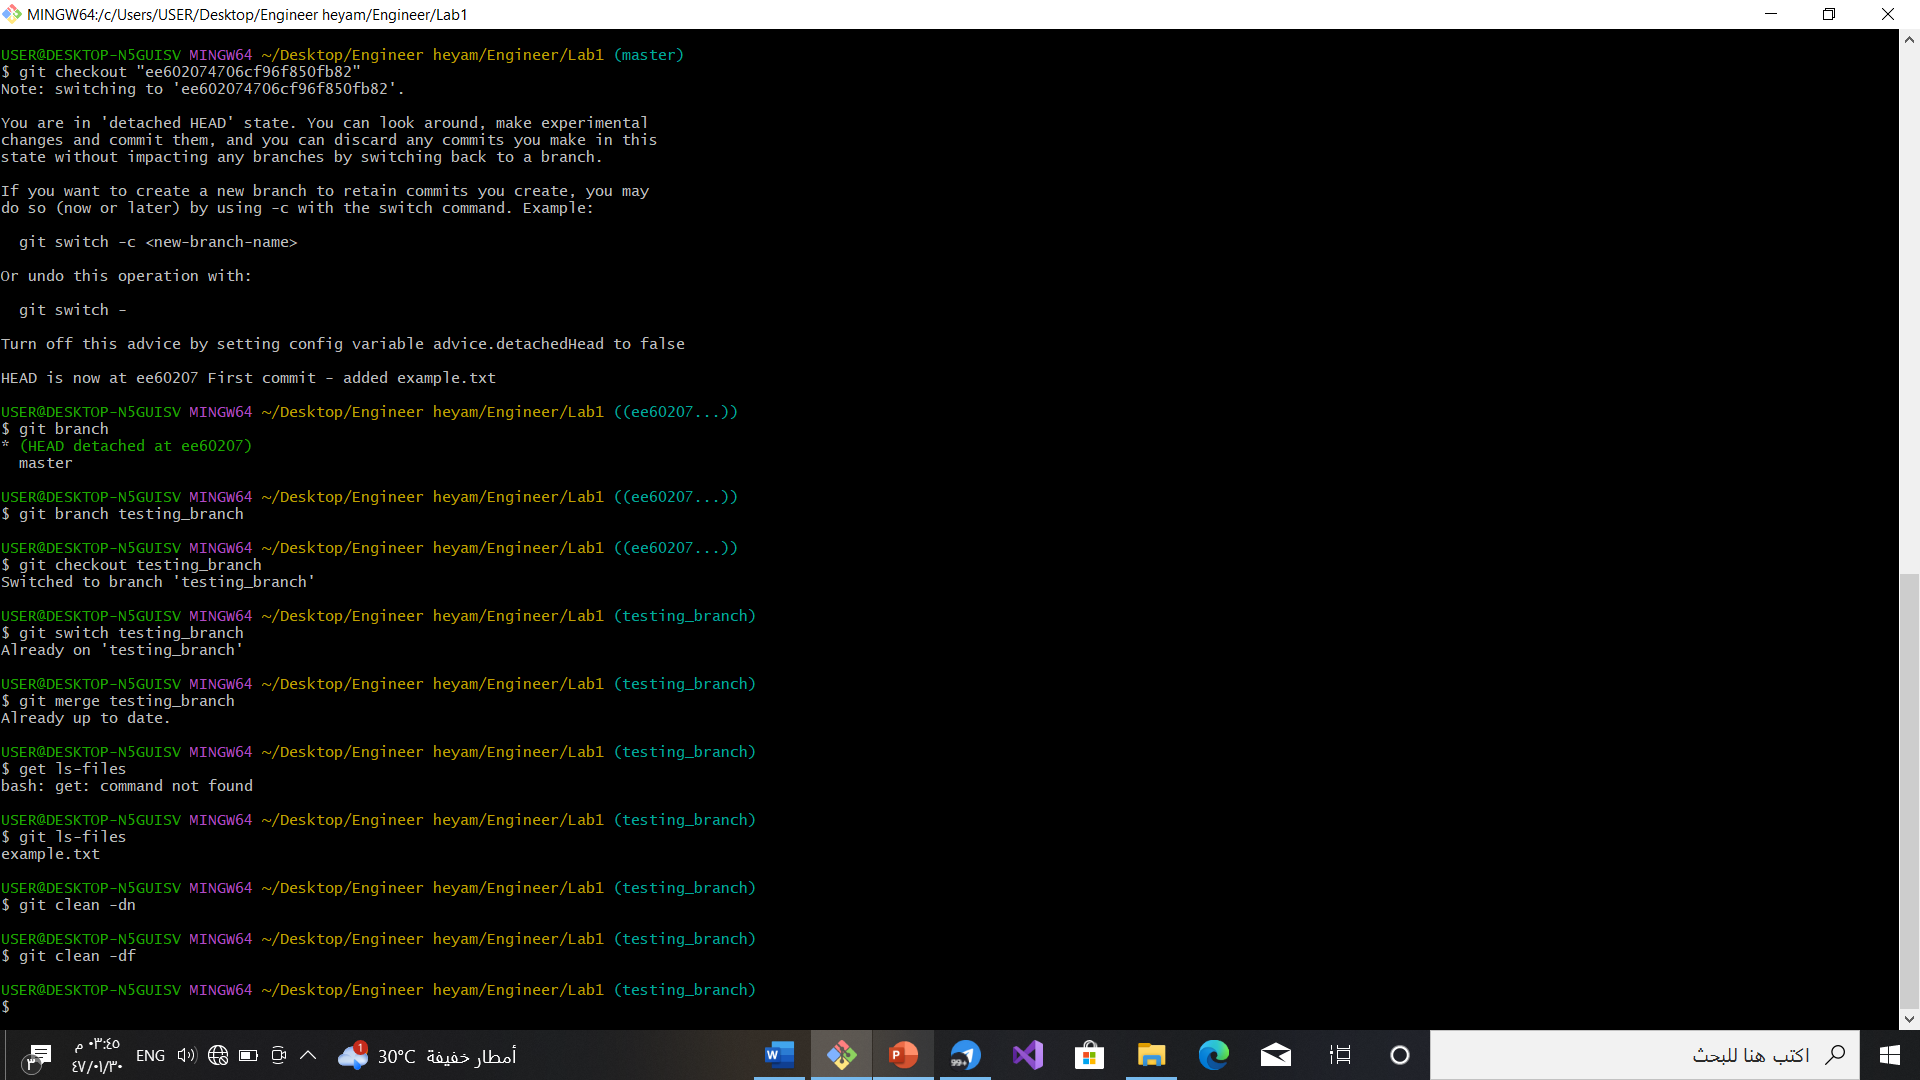 MINGW64:/c/Users/USER/Desktop/Engineer heyam/Engineer/Lab1
USER@DESKTOP-N5GUISV MINGW64 ~/Desktop/Engineer heyam/Engineer/Lab1 (master)
$ git checkout "ee602074706cf96f850fb82"
Note: switching to 'ee602074706cf96f850fb82'.
You are in 'detached HEAD' state. You can look around, make experimental
changes and commit them, and you can discard any commits you make in this
state without impacting any branches by switching back to a branch.
If you want to create a new branch to retain commits you create, you may
do so (now or later) by using -c with the switch command. Example:
git switch -c <new-branch-name>
Or undo this operation with:
git switch -
Turn off this advice by setting config variable advice.detachedHead to false
HEAD is now at ee60207 First commit - added example.txt
USER@DESKTOP-N5GUISV MINGW64 ~/Desktop/Engineer heyam/Engineer/Lab1 ((ee60207...))
$ git branch
* (HEAD detached at ee60207)
master
USER@DESKTOP-N5GUISV MINGW64 ~/Desktop/Engineer heyam/Engineer/Lab1 ((ee60207...))
$ git branch testing_branch
USER@DESKTOP-N5GUISV MINGW64 ~/Desktop/Engineer heyam/Engineer/Lab1 ((ee60207...))
$ git checkout testing_branch
Switched to branch 'testing_branch'
USER@DESKTOP-N5GUISV MINGW64 ~/Desktop/Engineer heyam/Engineer/Lab1 (testing_branch)
$ git switch testing_branch
Already on 'testing_branch'
USER@DESKTOP-N5GUISV MINGW64 ~/Desktop/Engineer heyam/Engineer/Lab1 (testing_branch)
$ git merge testing_branch
Already up to date.
USER@DESKTOP-N5GUISV MINGW64 ~/Desktop/Engineer heyam/Engineer/Lab1 (testing_branch)
$ get ls-files
bash: get: command not found
USER@DESKTOP-N5GUISV MINGW64 ~/Desktop/Engineer heyam/Engineer/Lab1 (testing_branch)
$ git ls-files
example.txt
USER@DESKTOP-N5GUISV MINGW64 ~/Desktop/Engineer heyam/Engineer/Lab1 (testing_branch)
$ git clean -dn
USER@DESKTOP-N5GUISV MINGW64 ~/Desktop/Engineer heyam/Engineer/Lab1 (testing_branch)
$ git clean -df
USER@DESKTOP-N5GUISV MINGW64 ~/Desktop/Engineer heyam/Engineer/Lab1 (testing_branch)
$
اكتب هنا للبحث
99+
30°C أمطار خفيفة
1
ENG
٠٣:٤٥ م
٤٧/٠١/٣٠
٣